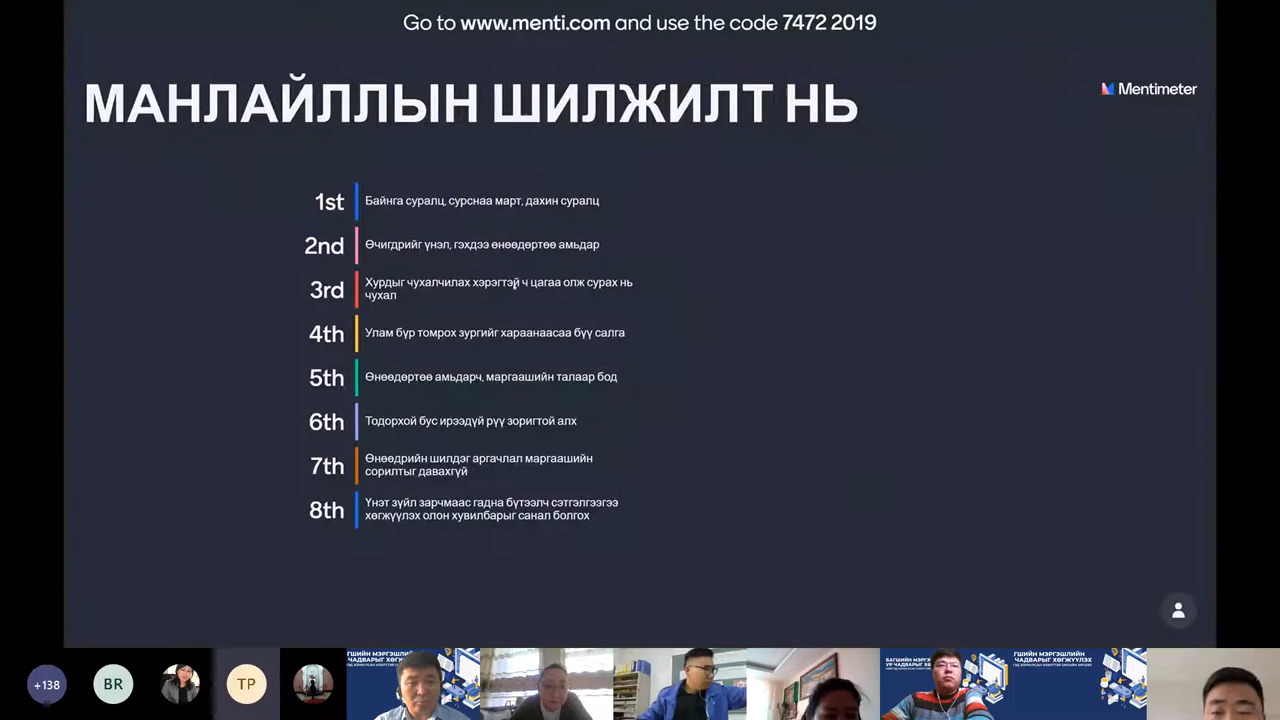 Go to www.menti.com and use the code 7472 2019
МАНЛАЙЛЛЫН ШИЛЖИЛТ НЬ
Mentimeter
1st
Байнга суралц, сурснаа март, дахин суралц
2nd
Өчигдрийг үнэл, гэхдээ өнөөдөртөө амьдар
3rd
Хурдыг чухалчилах хэрэгтэй ч цагаа олж сурах нь
чухал
4th
Улам бүр томрох зургийг хараанаасаа бүү салга
5th
Өнөөдөртөө амьдарч, маргаашийн талаар бод
6th
Тодорхой бус ирээдүй рүү зоригтой алх
7th
Өнөөдрийн шилдэг аргачлал маргаашийн
сорилтыг давахгүй
8th
Үнэт зүйл зарчмаас гадна бүтээлч сэтгэлгээгээ
хөгжүүлэх олон хувилбарыг санал болгох
+138
BR
TP